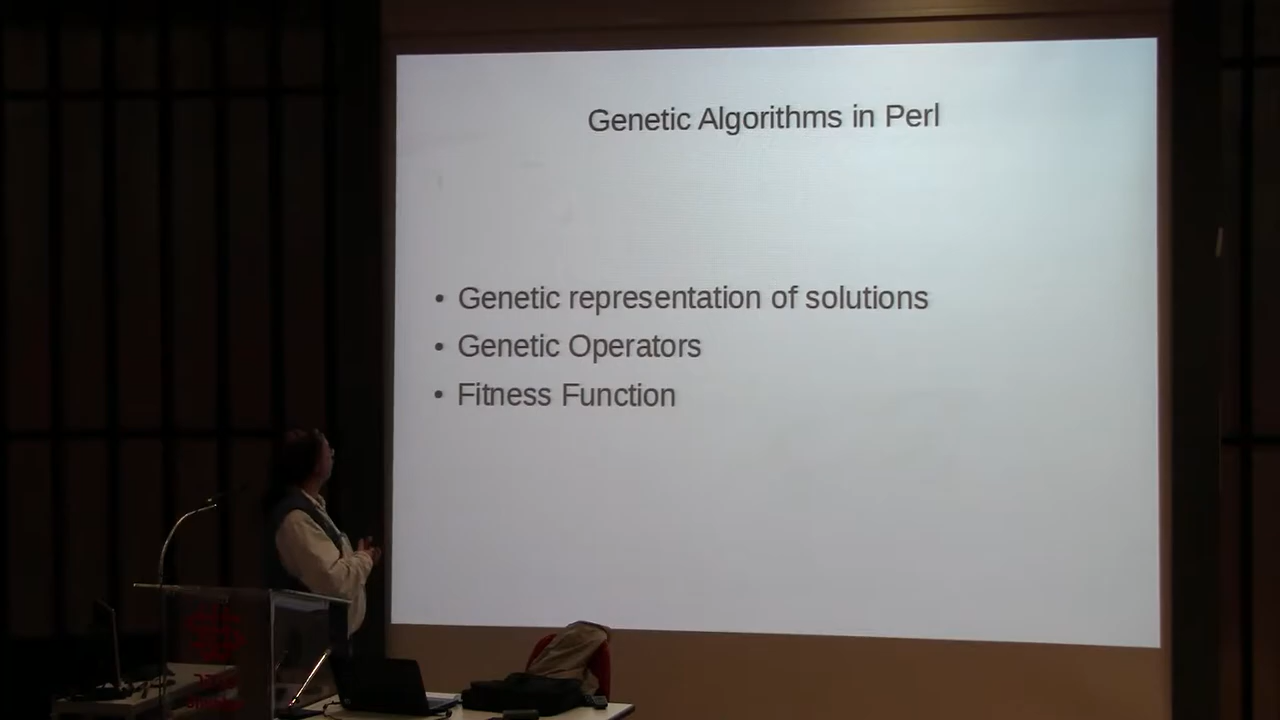 Genetic Algorithms in Perl
• Genetic representation of solutions
• Genetic Operators
• Fitness Function